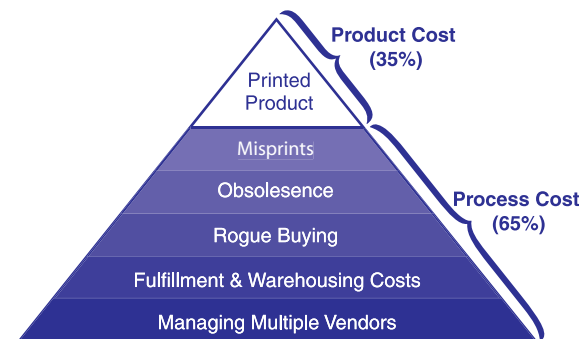 Product Cost
(35%)
Printed
Product
Misprints
Obsolesence
Process Cost
(65%)
Rogue Buying
Fulfillment & Warehousing Costs
Managing Multiple Vendors